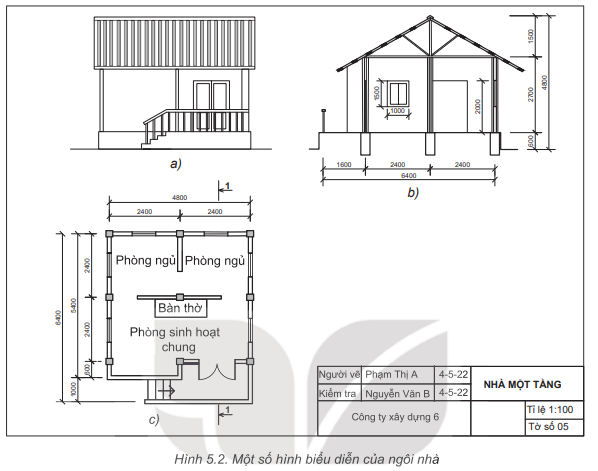 a)
1500
2700
600
4800
1500
1000
2000
1600
2400
2400
6400
b)
1
4800
2400
2400
Phòng ngủ
Phòng ngủ
6400
5400
2400
2400
600
1000
Bàn thờ
Phòng sinh hoạt
chung
c)
1
Người vẽ Phạm Thị A 4-5-22
Kiểm tra Nguyễn Văn B 4-5-22
NHÀ MỘT TẦNG
Công ty xây dựng 6
Tỉ lệ 1:100
Tờ số 05
Hình 5.2. Một số hình biểu diễn của ngôi nhà